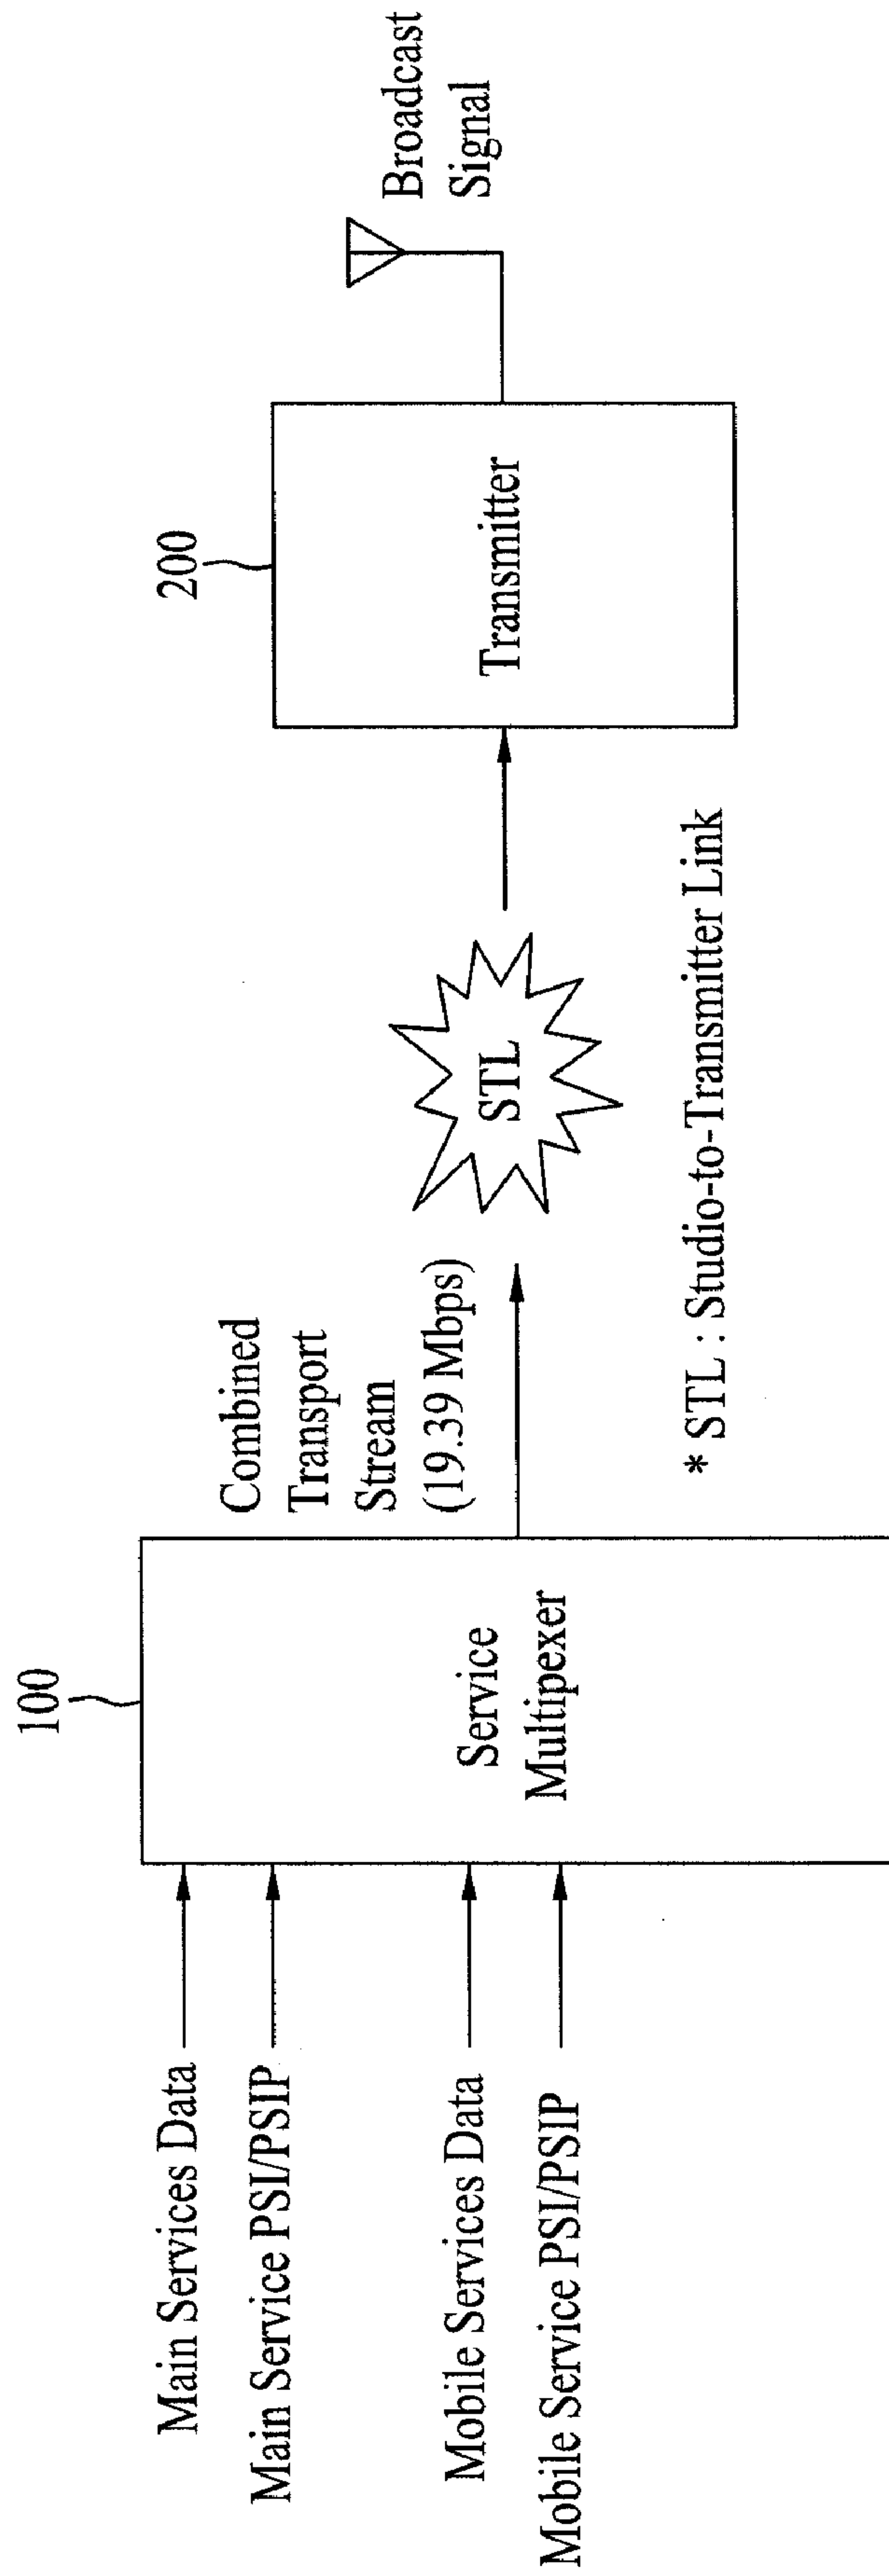 Main Services Data
Main Service PSI/PSIP
Mobile Services Data
Mobile Service PSI/PSIP
100
Service
Multipexer
Combined
Transport
Stream
(19.39 Mbps)
STL
200
Transmitter
Broadcast
Signal
* STL : Studio-to-Transmitter Link